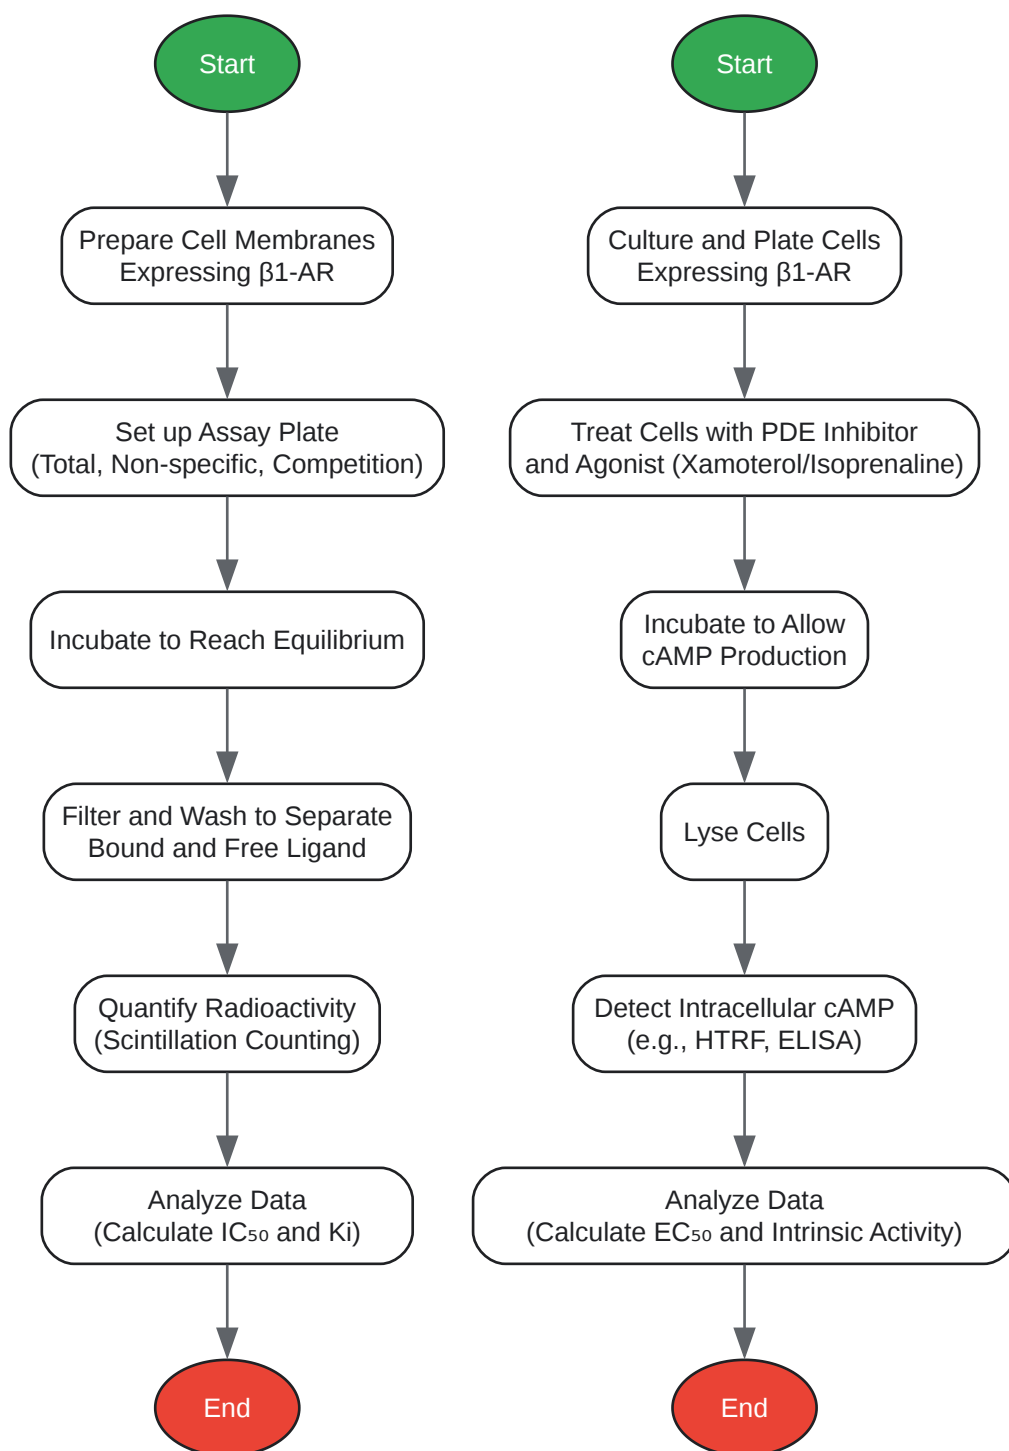 Start
Prepare Cell Membranes
Expressing β1-AR
Set up Assay Plate
(Total, Non-specific, Competition)
Incubate to Reach Equilibrium
Filter and Wash to Separate
Bound and Free Ligand
Quantify Radioactivity
(Scintillation Counting)
Analyze Data
(Calculate IC₅₀ and Ki)
End
Start
Culture and Plate Cells
Expressing β1-AR
Treat Cells with PDE Inhibitor
and Agonist (Xamoterol/Isoprenaline)
Incubate to Allow
cAMP Production
Lyse Cells
Detect Intracellular cAMP
(e.g., HTRF, ELISA)
Analyze Data
(Calculate EC₅₀ and Intrinsic Activity)
End